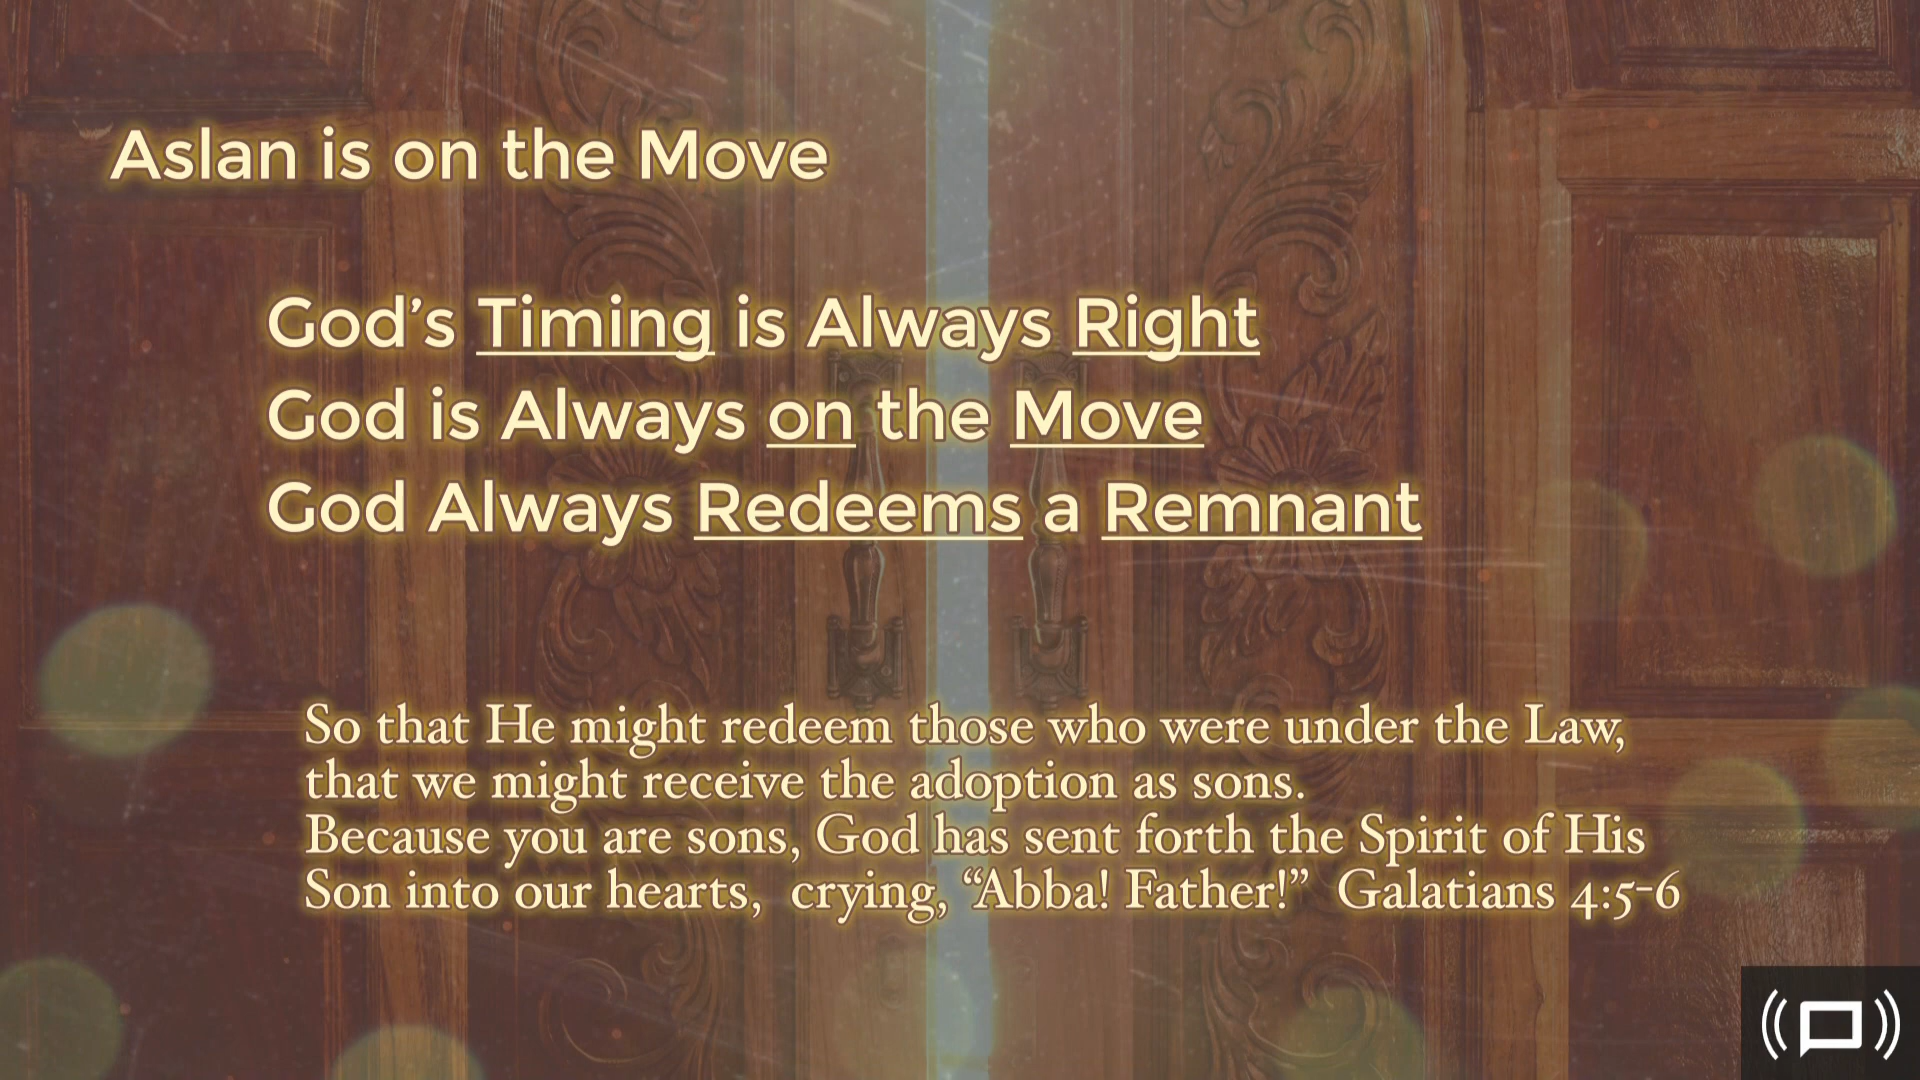 Aslan is on the Move
God’s Timing is Always Right
God is Always on the Move
God Always Redeems a Remnant
So that He might redeem those who were under the Law,
that we might receive the adoption as sons.
Because you are sons, God has sent forth the Spirit of His
Son into our hearts,  crying, “Abba! Father!”  Galatians 4:5-6